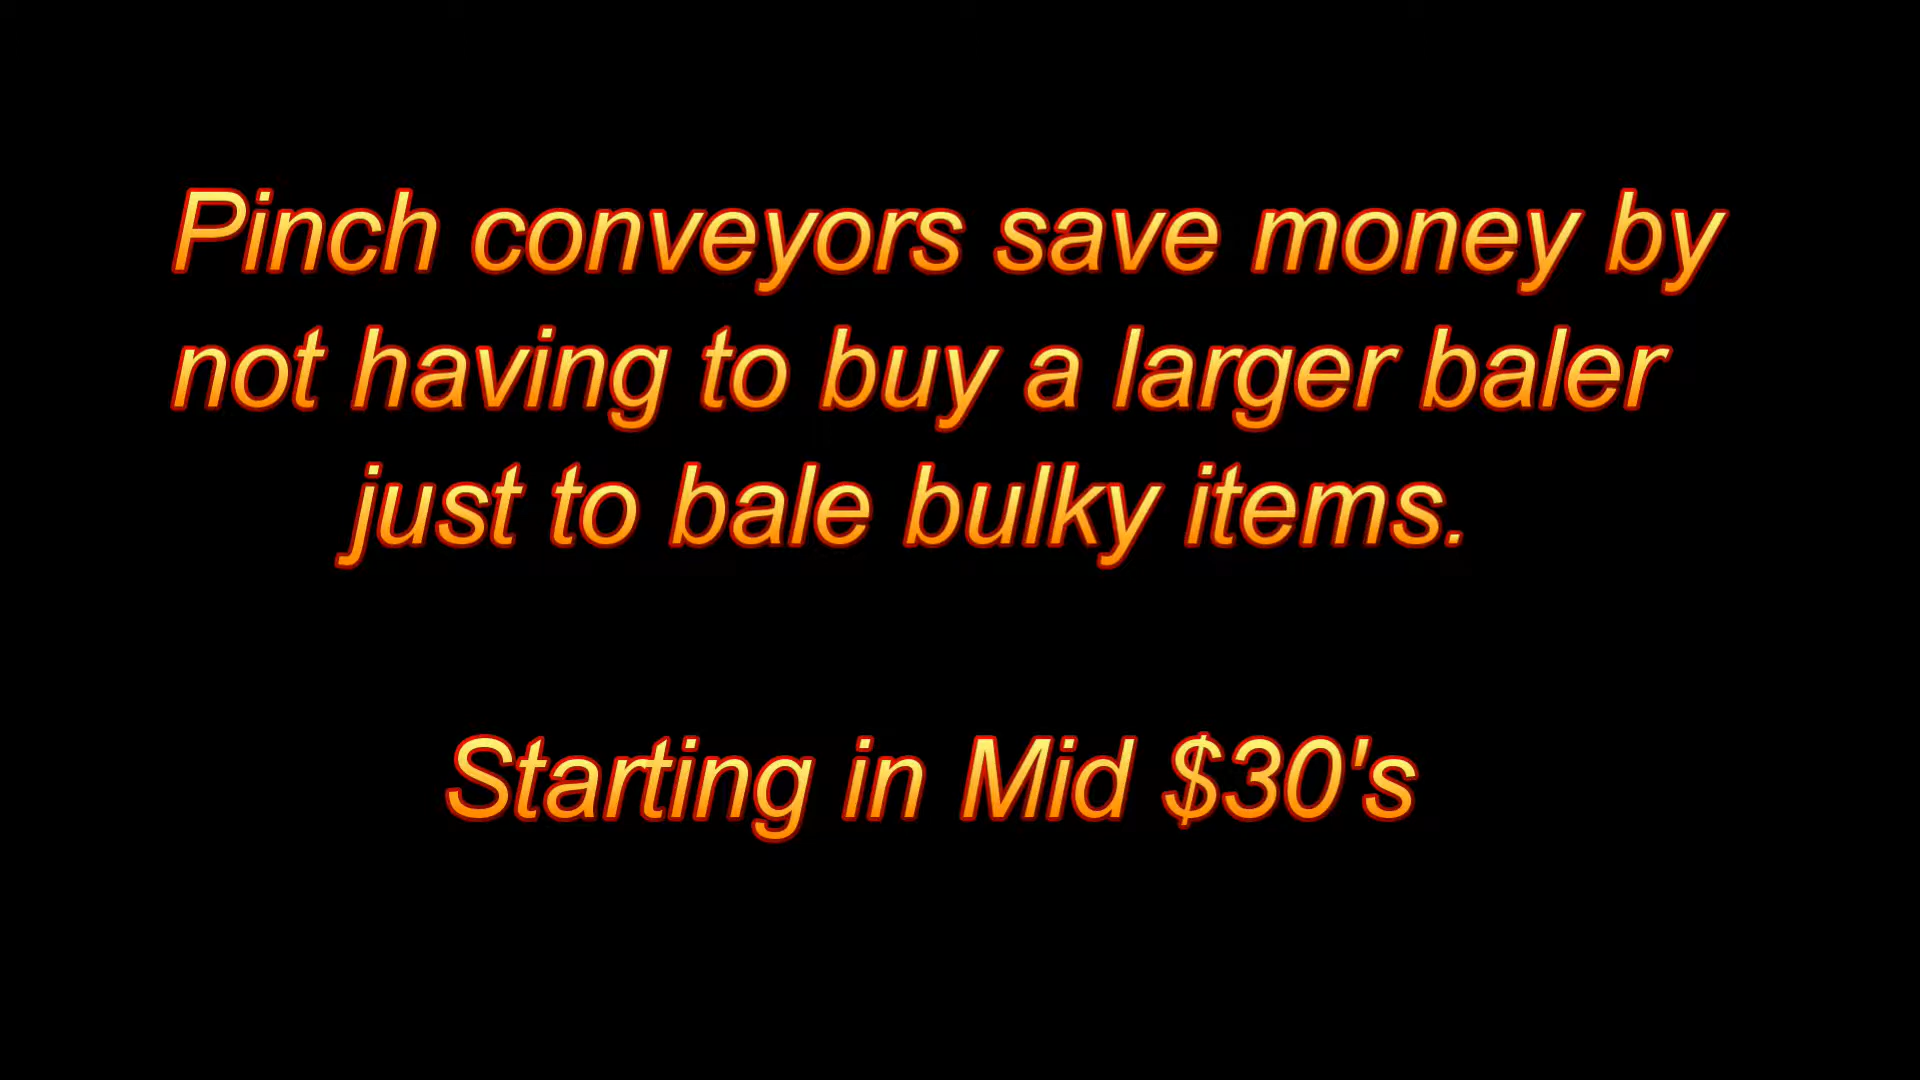 Pinch conveyors save money by
not having to buy a larger baler
just to bale bulky items.
Starting in Mid $30's